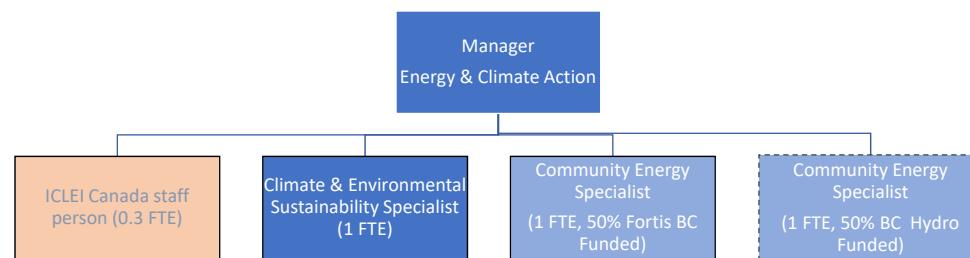 Manager
Energy & Climate Action
ICLEI Canada staff
person (0.3 FTE)
Climate & Environmental
Sustainability Specialist
(1 FTE)
Community Energy
Specialist
(1 FTE, 50% Fortis BC
Funded)
Community Energy
Specialist
(1 FTE, 50% BC Hydro
Funded)